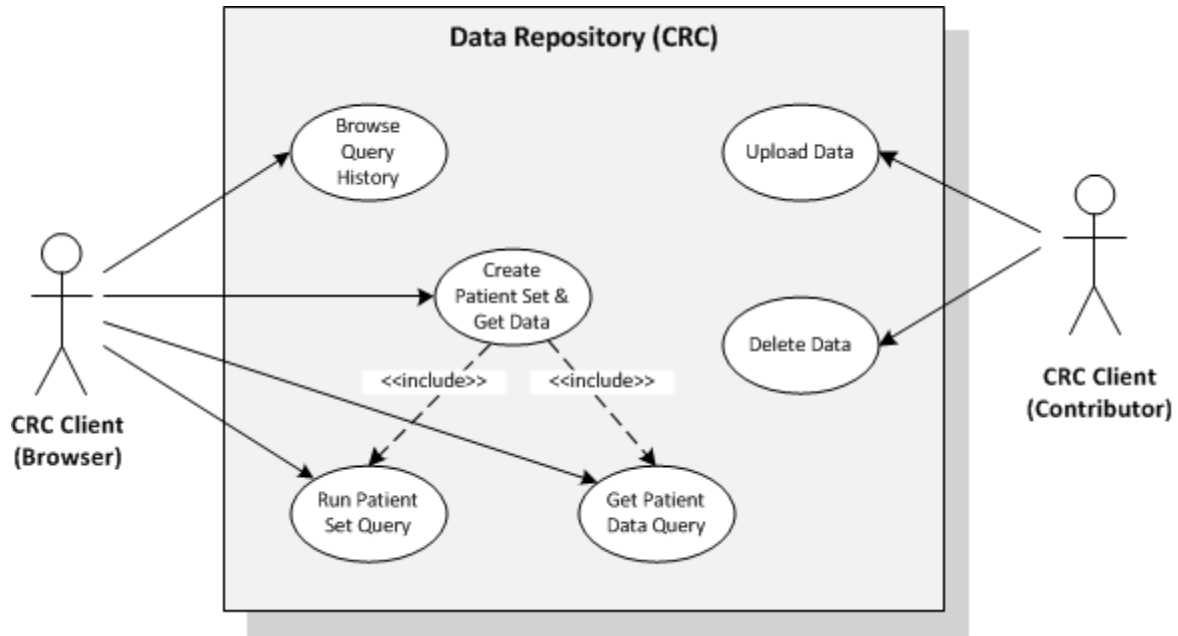 Data Repository (CRC)
Browse
Query
History
Upload Data
Create
Patient Set &
Get Data
Delete Data
<<include>>
<<include>>
CRC Client
(Browser)
CRC Client
(Contributor)
Run Patient
Set Query
Get Patient
Data Query